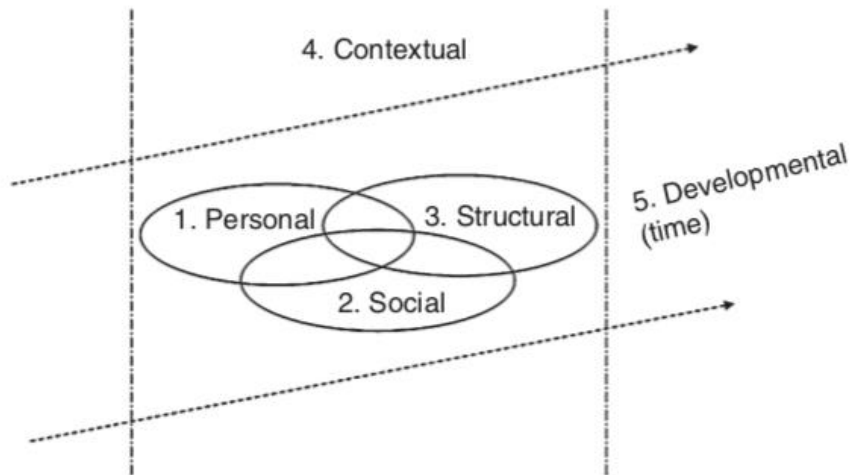 4. Contextual
1. Personal
3. Structural
2. Social
5. Developmental
(time)